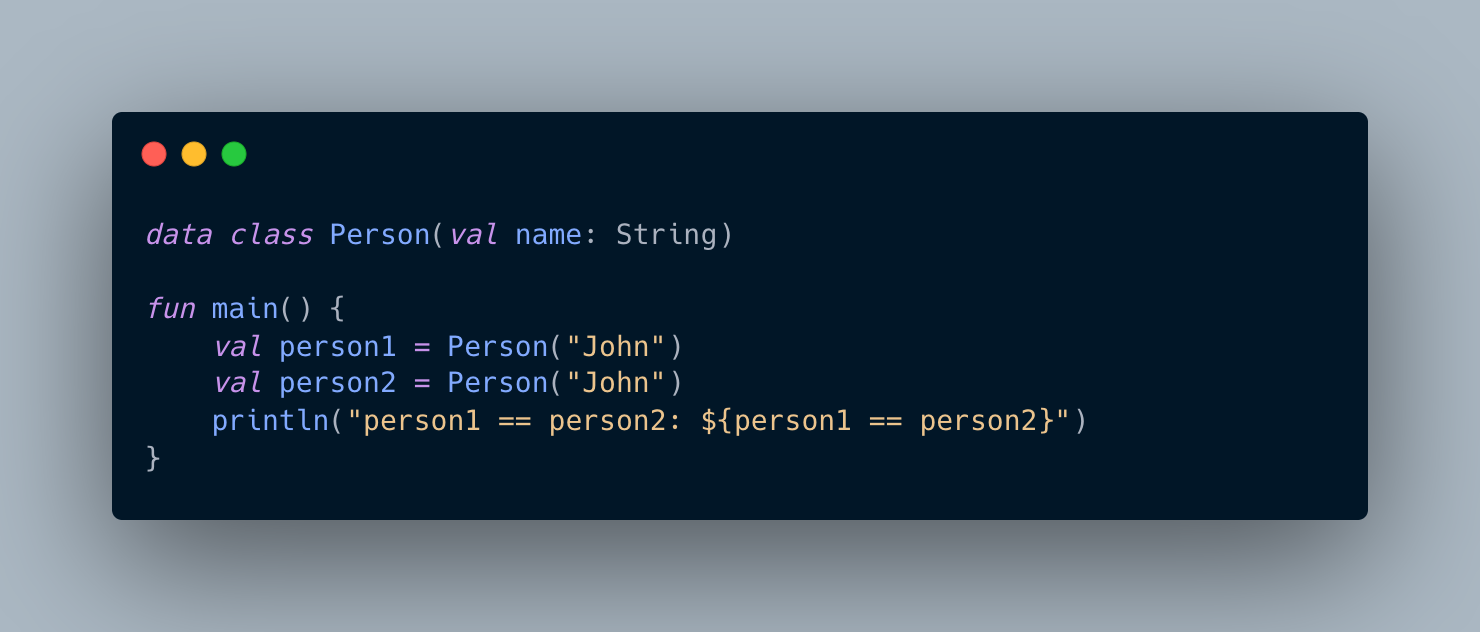 data class Person(val name: String)
fun main() {
    val person1 = Person("John")
    val person2 = Person("John")
    println("person1 == person2: ${person1 == person2}")
}